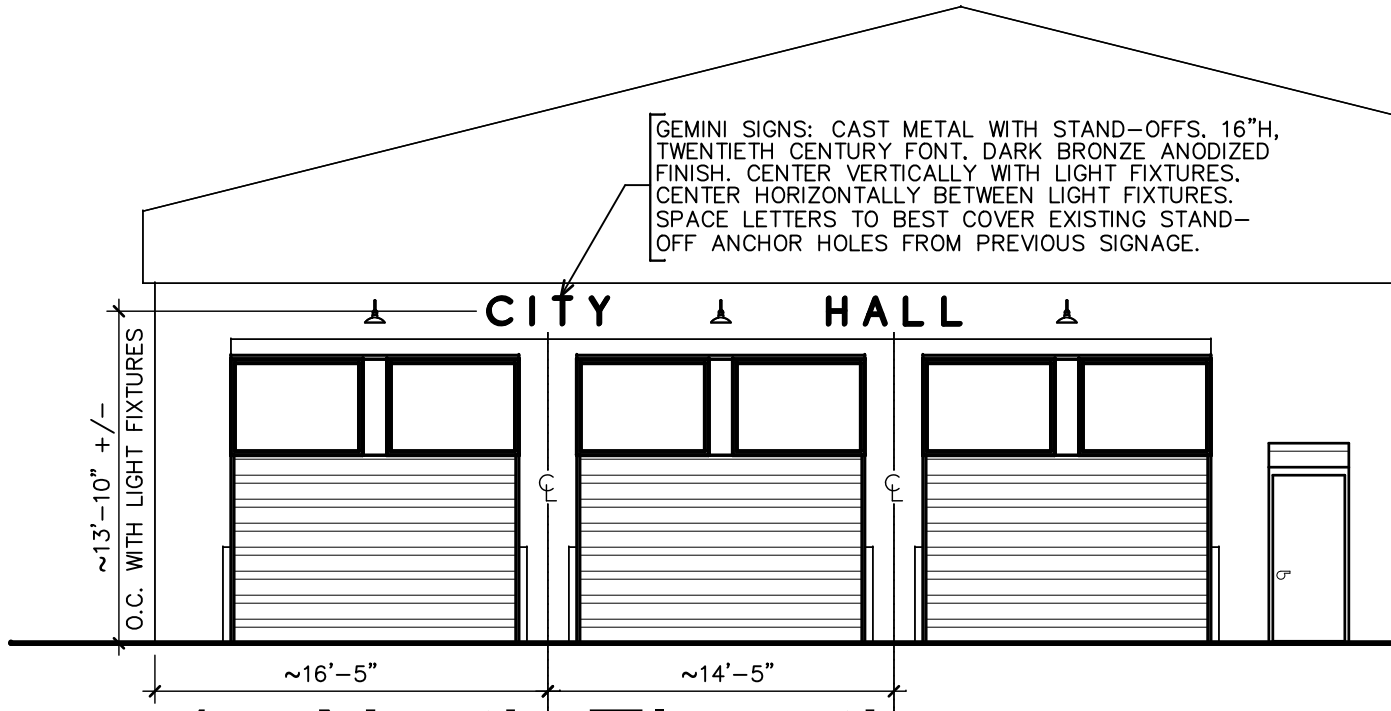 GEMINI SIGNS: CAST METAL WITH STAND-OFFS. 16"H,
TWENTIETH CENTURY FONT. DARK BRONZE ANODIZED
FINISH. CENTER VERTICALLY WITH LIGHT FIXTURES.
CENTER HORIZONTALLY BETWEEN LIGHT FIXTURES.
SPACE LETTERS TO BEST COVER EXISTING STAND-
OFF ANCHOR HOLES FROM PREVIOUS SIGNAGE.
CITY HALL
~13'-10" +/-
O.C. WITH LIGHT FIXTURES
℄
℄
~16'-5"
~14'-5"